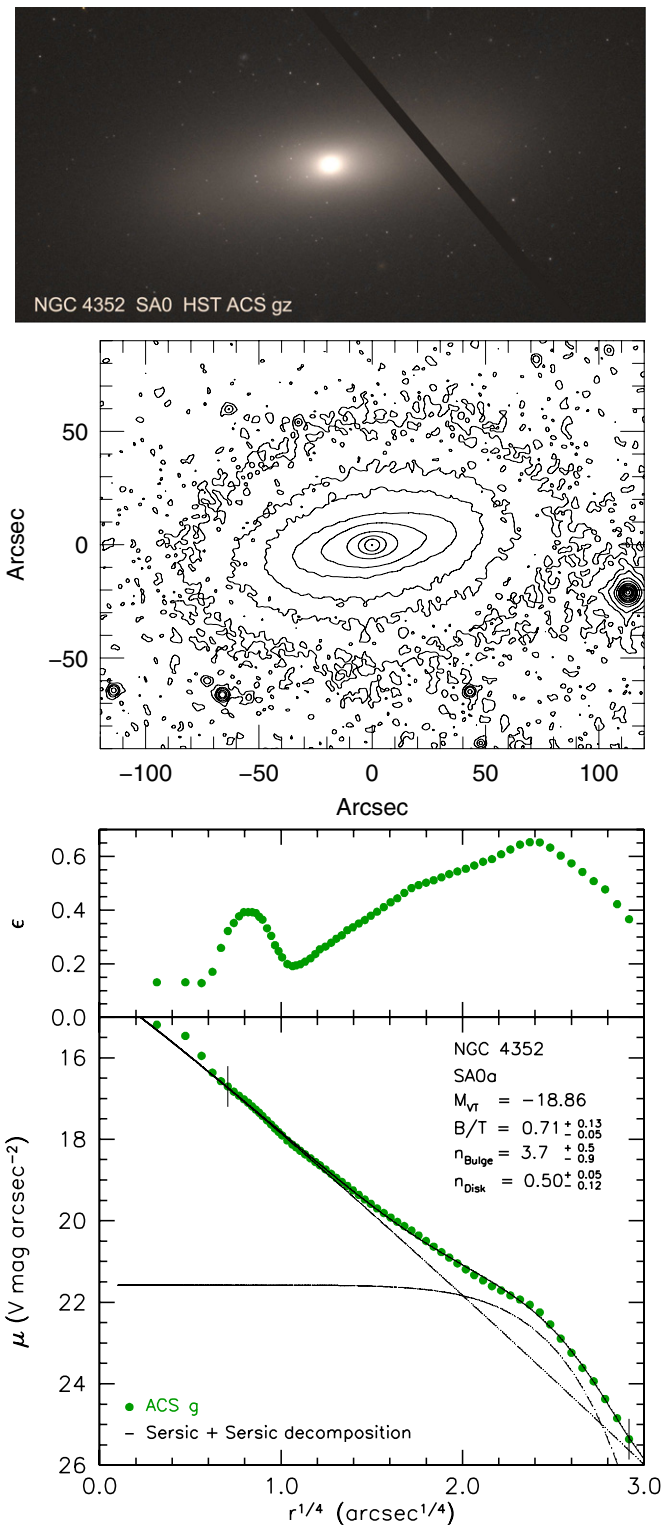 NGC 4352 SA0 HST ACS gz
50
0
−50
Arcsec
−100 −50 0 50 100
Arcsec
0.6
0.4
0.2
0.0
ϵ
NGC 4352
SA0a
M_VT = −18.86
B/T = 0.71 + 0.13 − 0.05
n_Bulge = 3.7 + 0.5 − 0.9
n_Disk = 0.50 + 0.05 − 0.12
16
18
20
22
24
26
μ (V mag arcsec⁻²)
ACS g
– Sersic + Sersic decomposition
0.0 1.0 2.0 3.0
r^1/4 (arcsec^1/4)